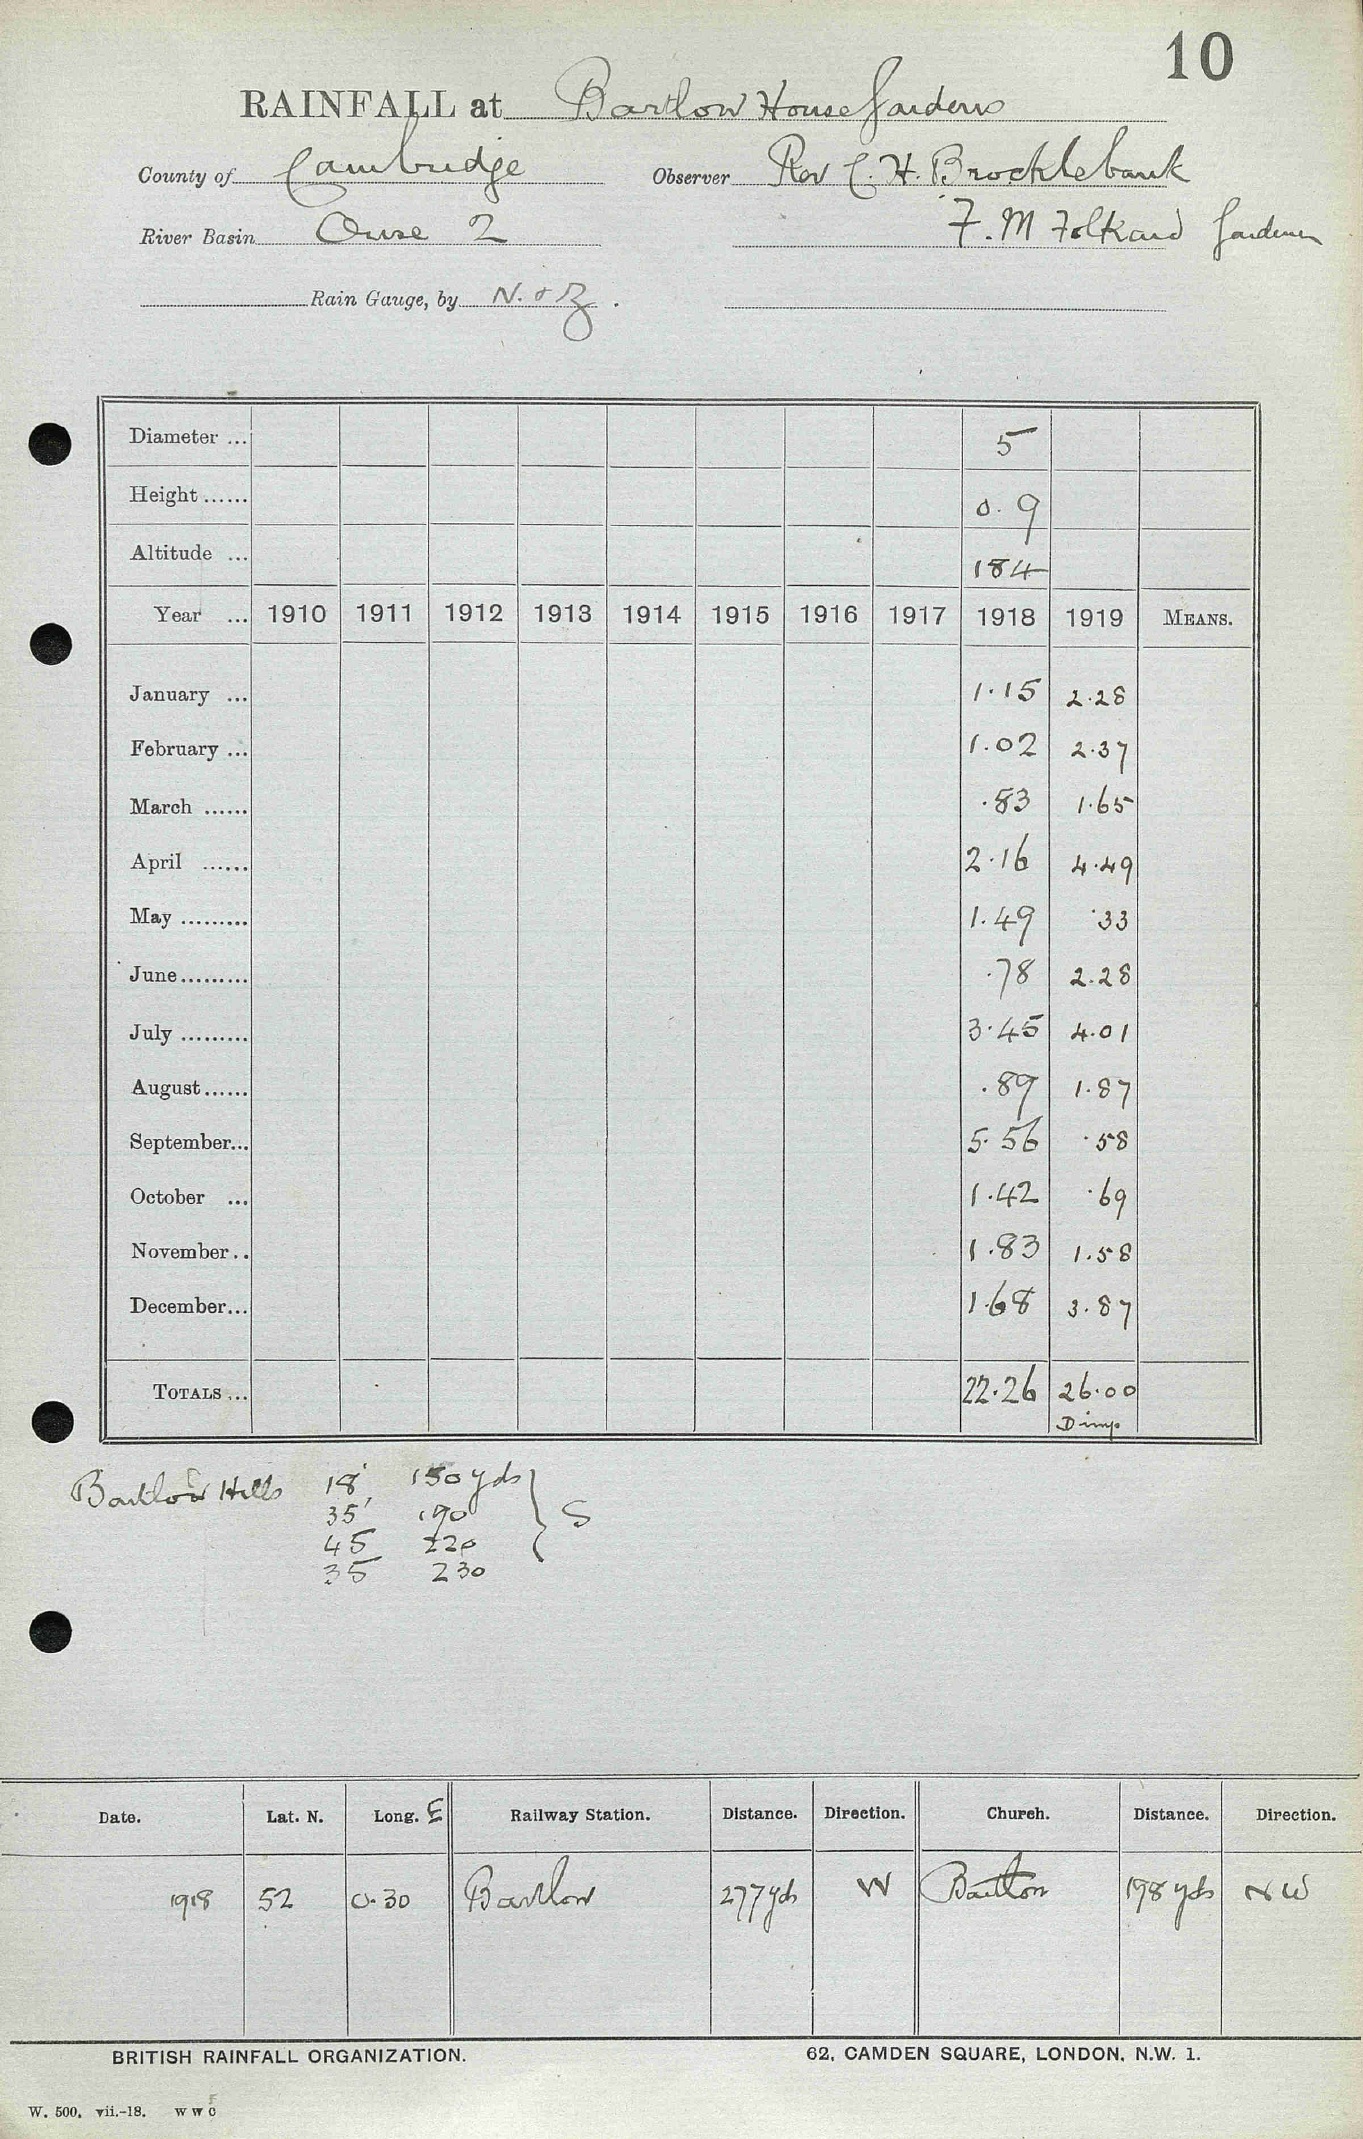 10
RAINFALL at Bartlow House Gardens
County of Cambridge Observer Rev C. H. Brocklebank
River Basin Ouse 2 F. M Folkard Gardener
Rain Gauge, by N. & Z.
Diameter ... 5
Height ...... 0.9
Altitude ... 184
Year ... 1910 1911 1912 1913 1914 1915 1916 1917 1918 1919 MEANS.
January ... 1.15 2.28
February ... 1.02 2.37
March ...... .83 1.65
April ...... 2.16 4.49
May ......... 1.49 .33
June......... .78 2.28
July ......... 3.45 4.01
August...... .89 1.87
September... 5.56 .58
October ... 1.42 .69
November.. 1.83 1.58
December... 1.68 3.87
TOTALS ... 22.26 26.00
D imp
Bartlow Hills 18' 150 yds } S
35' 190
45 220
35 230
Date. Lat. N. Long. E Railway Station. Distance. Direction. Church. Distance. Direction.
1918 52 0.30 Bartlow 277 yds W Bartlow 198 yds NW
BRITISH RAINFALL ORGANIZATION. 62, CAMDEN SQUARE, LONDON, N.W. 1.
W. 500. vii.-18.